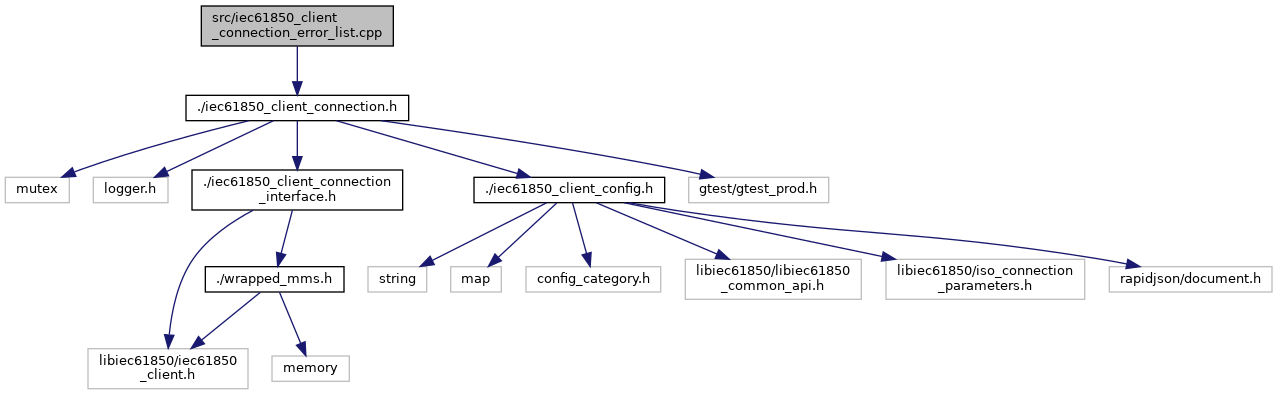 src/iec61850_client
_connection_error_list.cpp
./iec61850_client_connection.h
mutex
logger.h
./iec61850_client_connection
_interface.h
./iec61850_client_config.h
gtest/gtest_prod.h
./wrapped_mms.h
string
map
config_category.h
libiec61850/libiec61850
_common_api.h
libiec61850/iso_connection
_parameters.h
rapidjson/document.h
libiec61850/iec61850
_client.h
memory